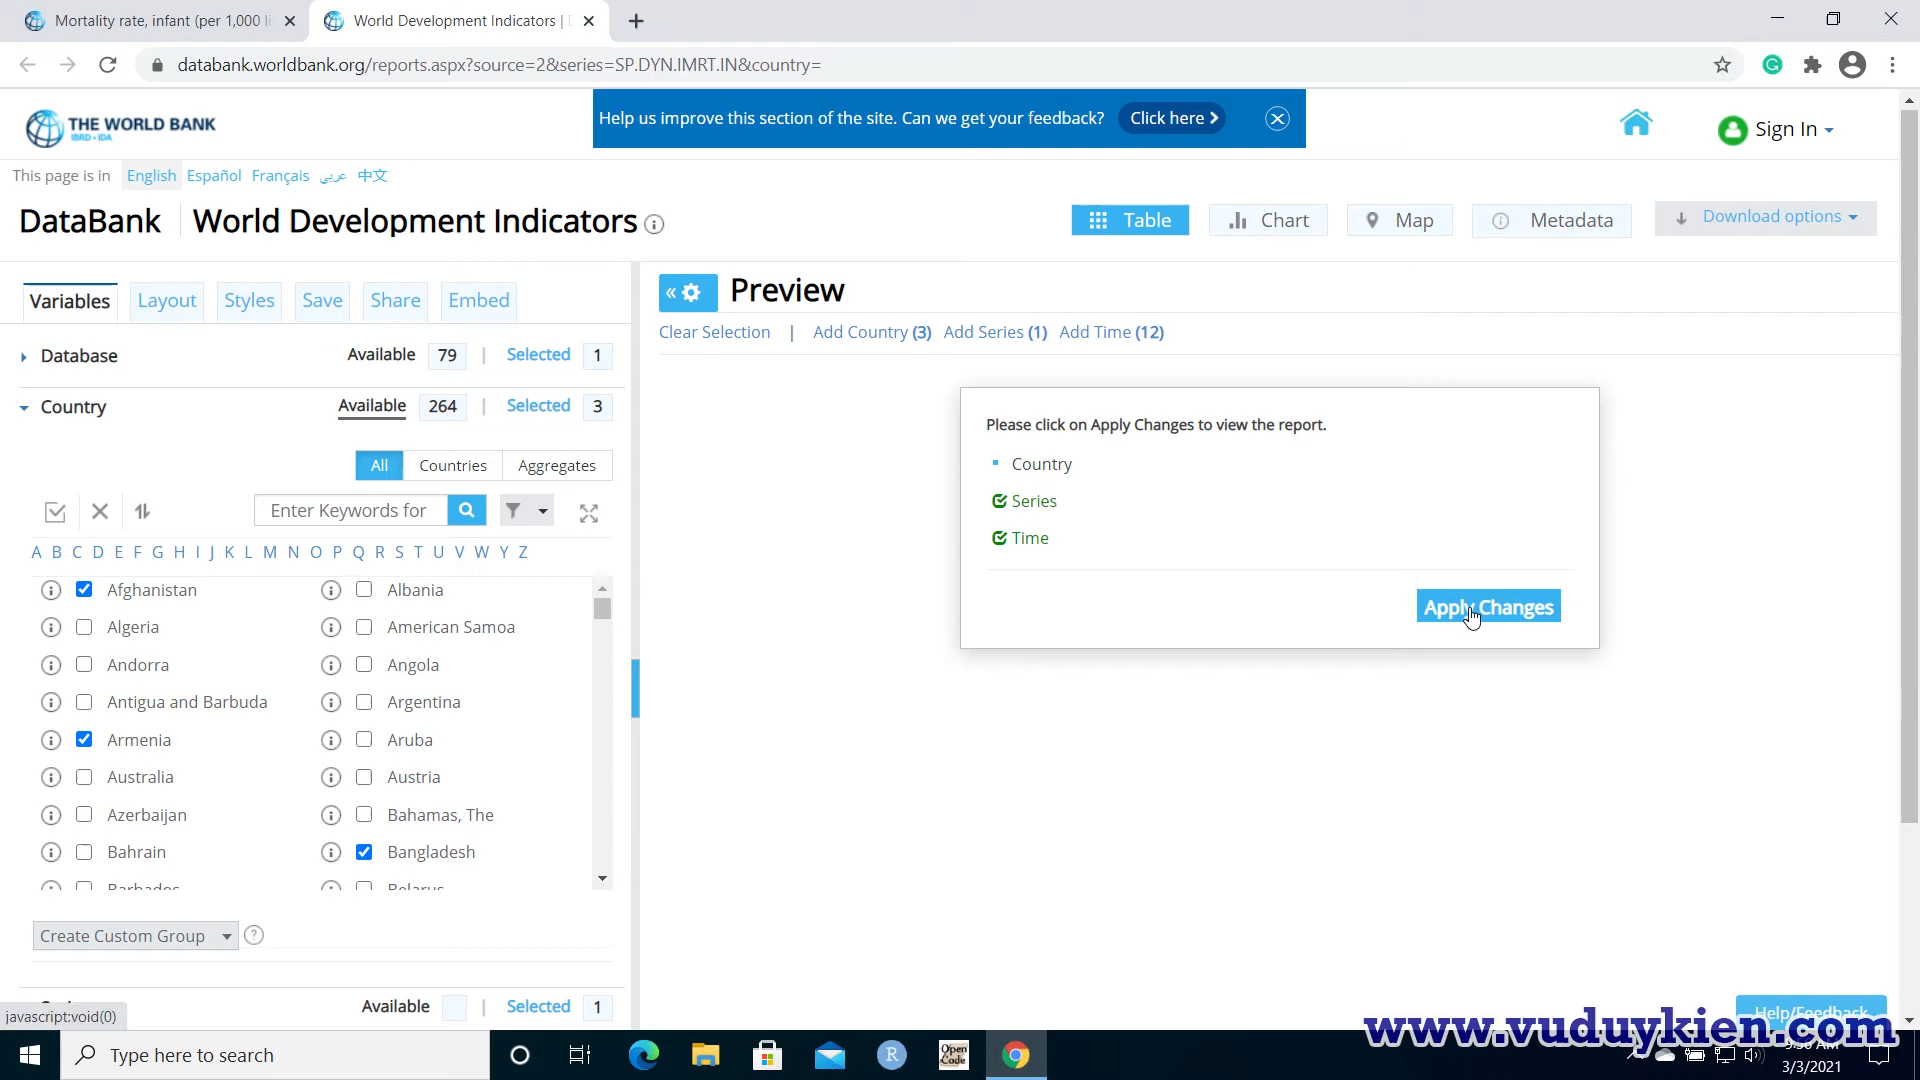 Mortality rate, infant (per 1,000 li
World Development Indicators | D
databank.worldbank.org/reports.aspx?source=2&series=SP.DYN.IMRT.IN&country=
THE WORLD BANK
IBRD • IDA
Help us improve this section of the site. Can we get your feedback? Click here
Sign In
This page is in English Español Français عربي 中文
DataBank World Development Indicators
Table Chart Map Metadata Download options
Variables Layout Styles Save Share Embed
« Preview
Clear Selection | Add Country (3) Add Series (1) Add Time (12)
Database Available 79 | Selected 1
Country Available 264 | Selected 3
All Countries Aggregates
Enter Keywords for
A B C D E F G H I J K L M N O P Q R S T U V W Y Z
Afghanistan Albania
Algeria American Samoa
Andorra Angola
Antigua and Barbuda Argentina
Armenia Aruba
Australia Austria
Azerbaijan Bahamas, The
Bahrain Bangladesh
Barbados Belarus
Create Custom Group ?
Available | Selected 1
Please click on Apply Changes to view the report.
Country
Series
Time
Apply Changes
Help/Feedback
javascript:void(0)
www.vuduykien.com
Type here to search
R
Open Code
3/3/2021